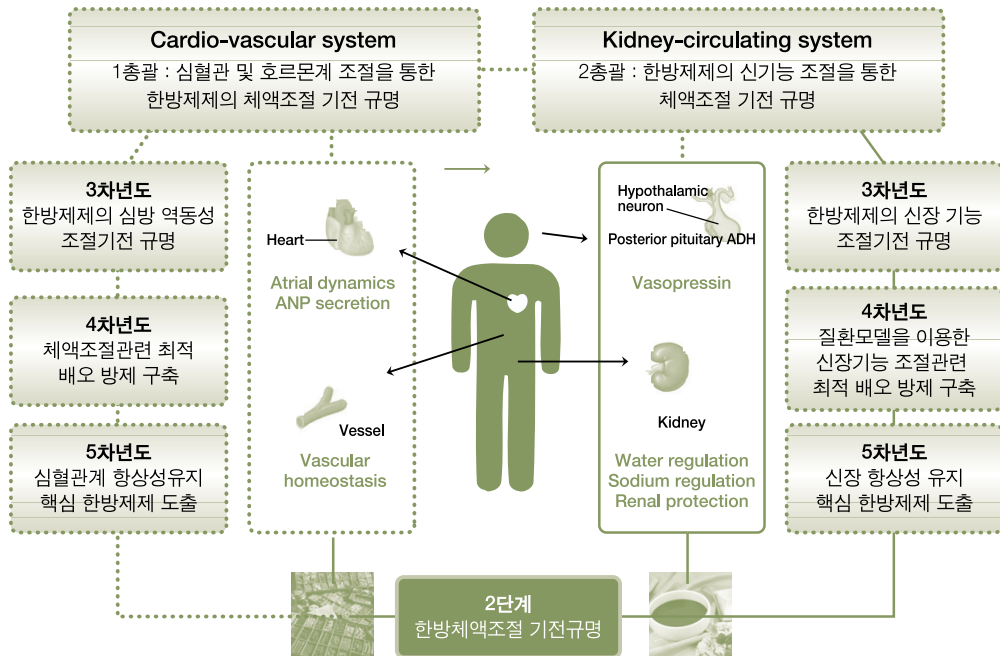 Cardio-vascular system
1총괄 : 심혈관 및 호르몬계 조절을 통한
한방제제의 체액조절 기전 규명
Kidney-circulating system
2총괄 : 한방제제의 신기능 조절을 통한
체액조절 기전 규명
3차년도
한방제제의 심방 역동성
조절기전 규명
4차년도
체액조절관련 최적
배오 방제 구축
5차년도
심혈관계 항상성유지
핵심 한방제제 도출
Heart
Atrial dynamics
ANP secretion
Vessel
Vascular
homeostasis
Hypothalamic
neuron
Posterior pituitary ADH
Vasopressin
Kidney
Water regulation
Sodium regulation
Renal protection
3차년도
한방제제의 신장 기능
조절기전 규명
4차년도
질환모델을 이용한
신장기능 조절관련
최적 배오 방제 구축
5차년도
신장 항상성 유지
핵심 한방제제 도출
2단계
한방체액조절 기전규명